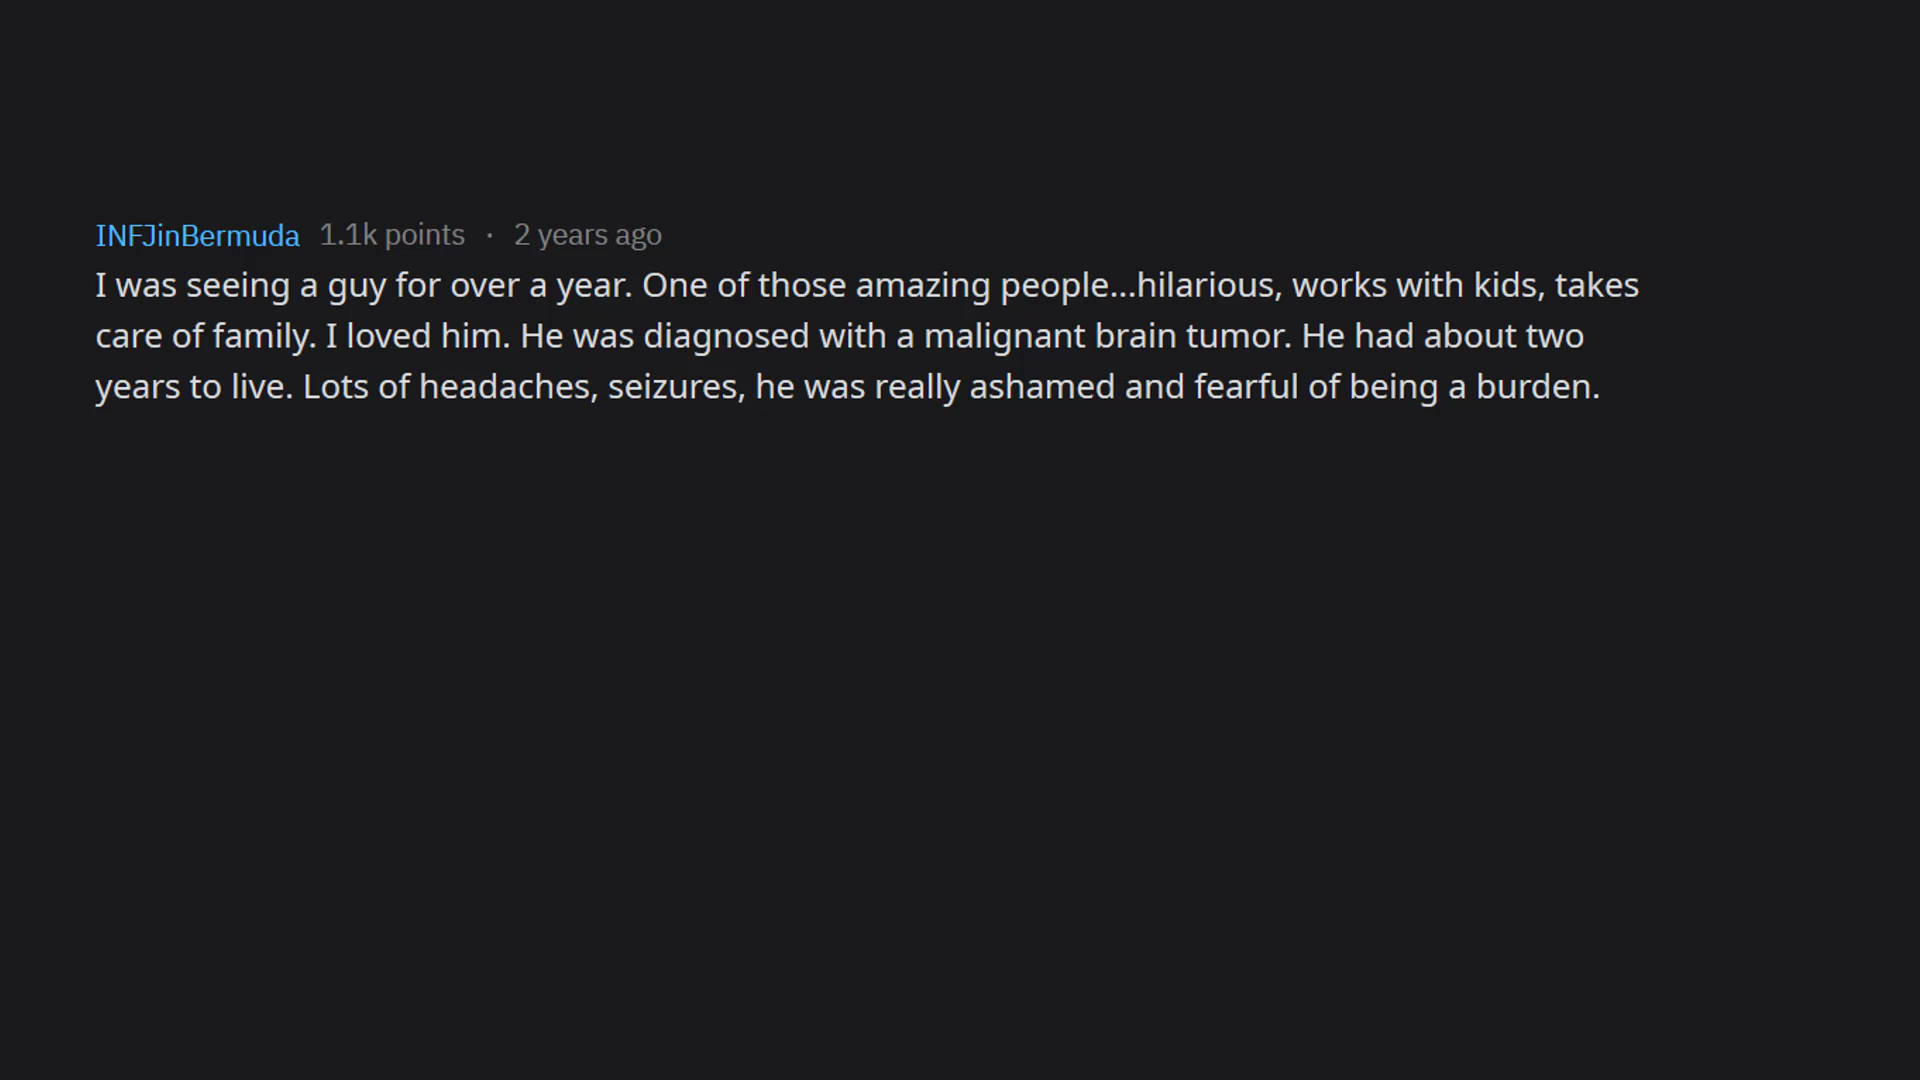 INFJinBermuda 1.1k points · 2 years ago
I was seeing a guy for over a year. One of those amazing people...hilarious, works with kids, takes
care of family. I loved him. He was diagnosed with a malignant brain tumor. He had about two
years to live. Lots of headaches, seizures, he was really ashamed and fearful of being a burden.